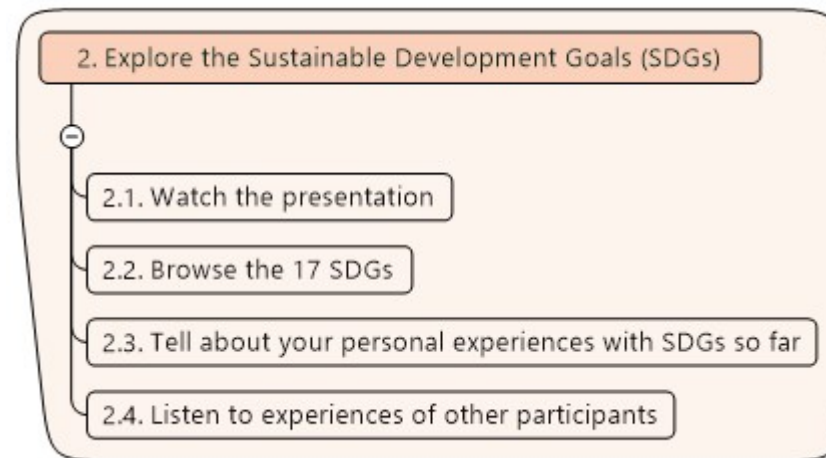 2. Explore the Sustainable Development Goals (SDGs)
2.1. Watch the presentation
2.2. Browse the 17 SDGs
2.3. Tell about your personal experiences with SDGs so far
2.4. Listen to experiences of other participants